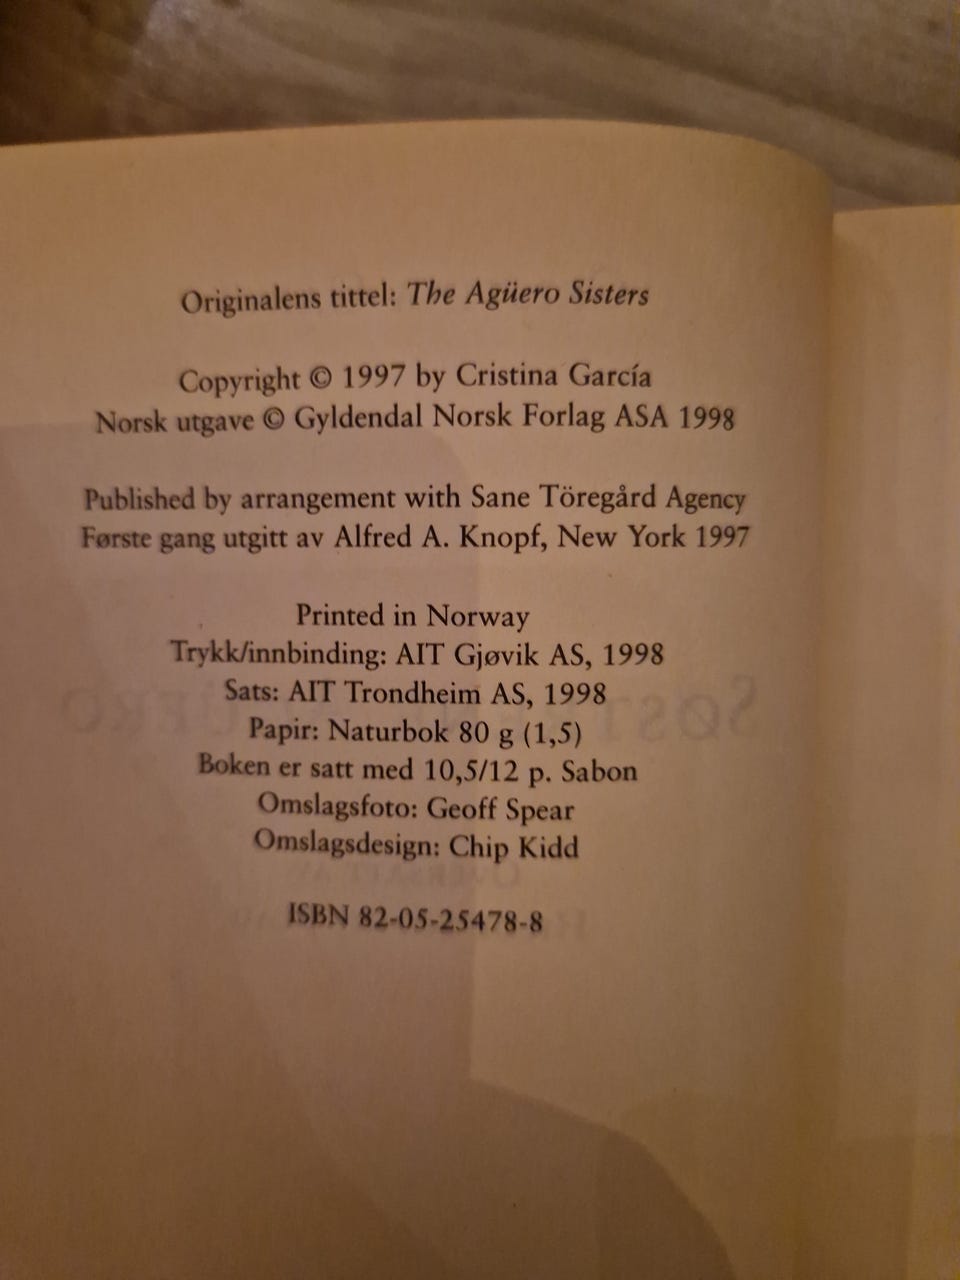 Originalens tittel: The Agüero Sisters
Copyright © 1997 by Cristina García
Norsk utgave © Gyldendal Norsk Forlag ASA 1998
Published by arrangement with Sane Töregård Agency
Første gang utgitt av Alfred A. Knopf, New York 1997
Printed in Norway
Trykk/innbinding: AIT Gjøvik AS, 1998
Sats: AIT Trondheim AS, 1998
Papir: Naturbok 80 g (1,5)
Boken er satt med 10,5/12 p. Sabon
Omslagsfoto: Geoff Spear
Omslagsdesign: Chip Kidd
ISBN 82-05-25478-8